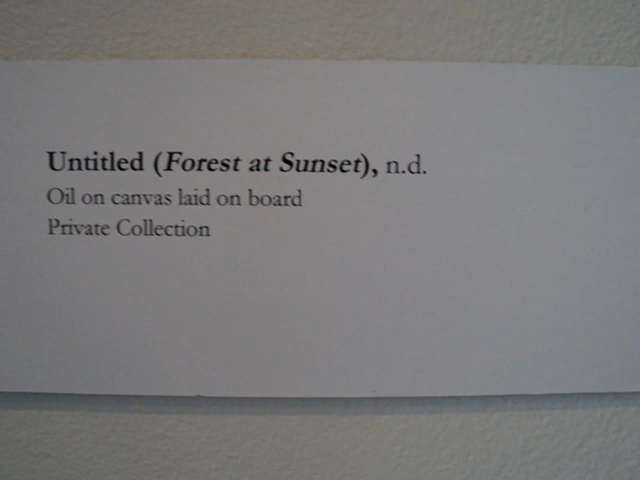 Untitled (Forest at Sunset), n.d.
Oil on canvas laid on board
Private Collection